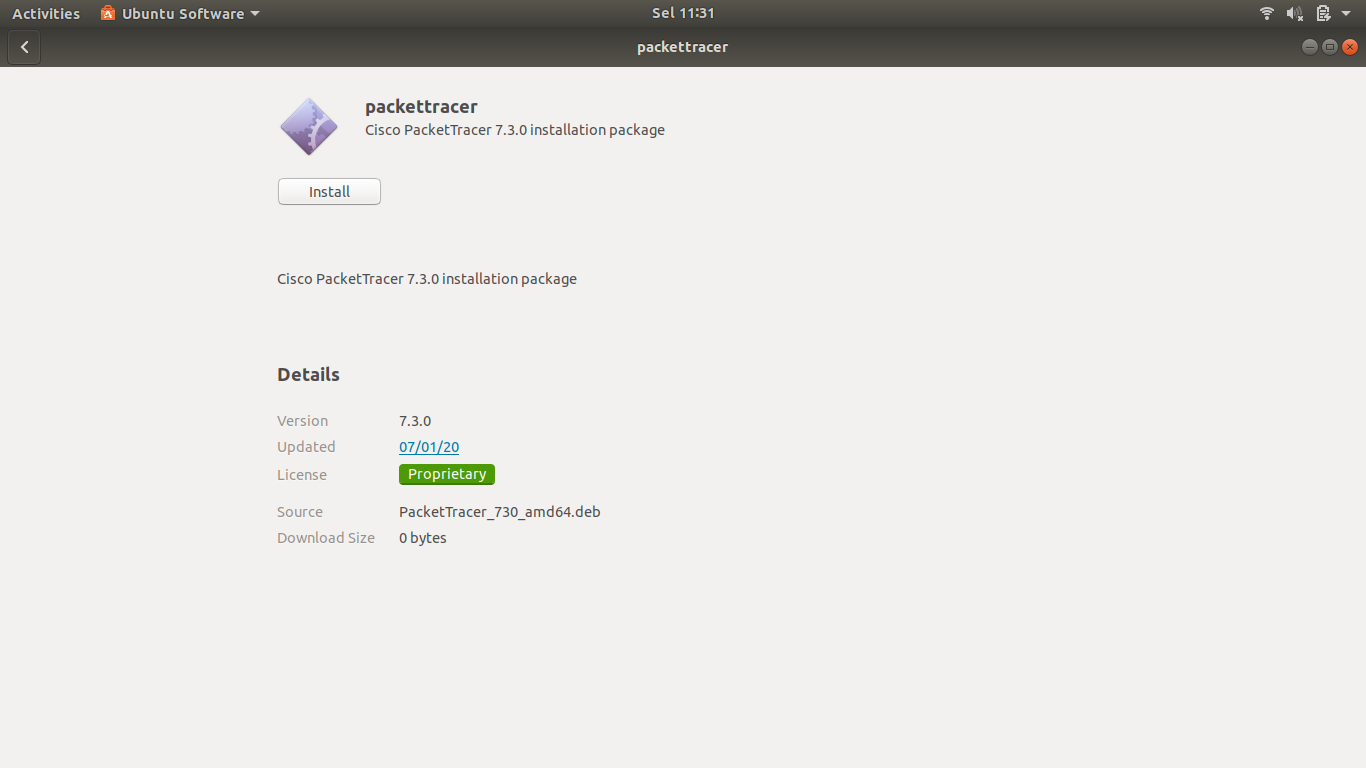 Activities
Ubuntu Software
Sel 11:31
packettracer
packettracer
Cisco PacketTracer 7.3.0 installation package
Install
Cisco PacketTracer 7.3.0 installation package
Details
Version 7.3.0
Updated 07/01/20
License Proprietary
Source PacketTracer_730_amd64.deb
Download Size 0 bytes